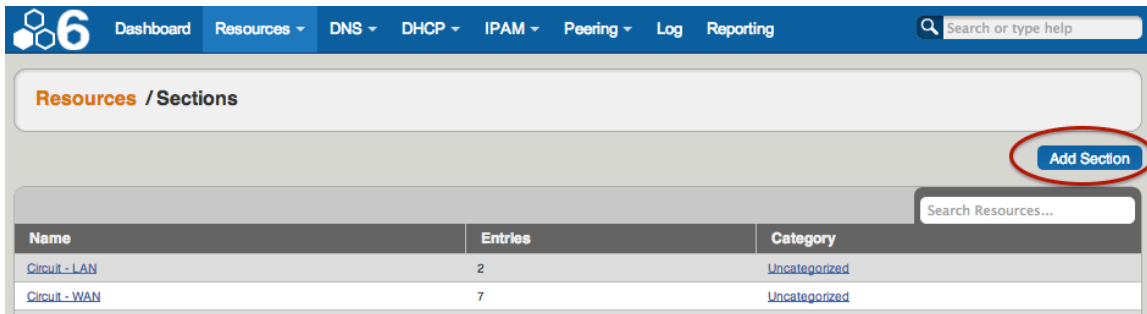 6 Dashboard Resources DNS DHCP IPAM Peering Log Reporting Search or type help
Resources / Sections
Add Section
Search Resources...
Name Entries Category
Circuit - LAN 2 Uncategorized
Circuit - WAN 7 Uncategorized